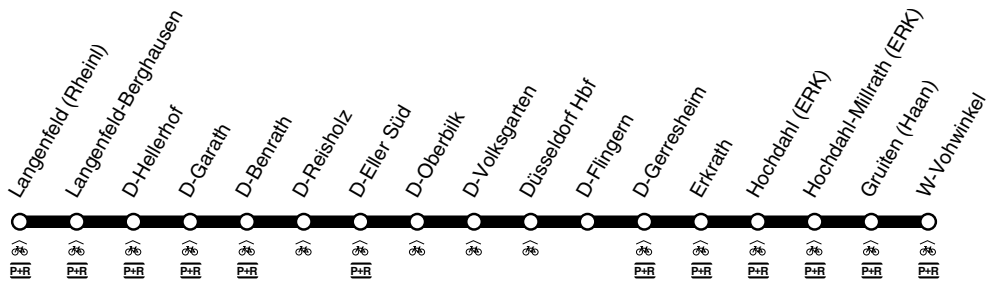 Langenfeld (Rheinl)
Langenfeld-Berghausen
D-Hellerhof
D-Garath
D-Benrath
D-Reisholz
D-Eller Süd
D-Oberbilk
D-Volksgarten
Düsseldorf Hbf
D-Flingern
D-Gerresheim
Erkrath
Hochdahl (ERK)
Hochdahl-Millrath (ERK)
Gruiten (Haan)
W-Vohwinkel
P+R P+R P+R P+R P+R P+R P+R P+R P+R P+R P+R P+R